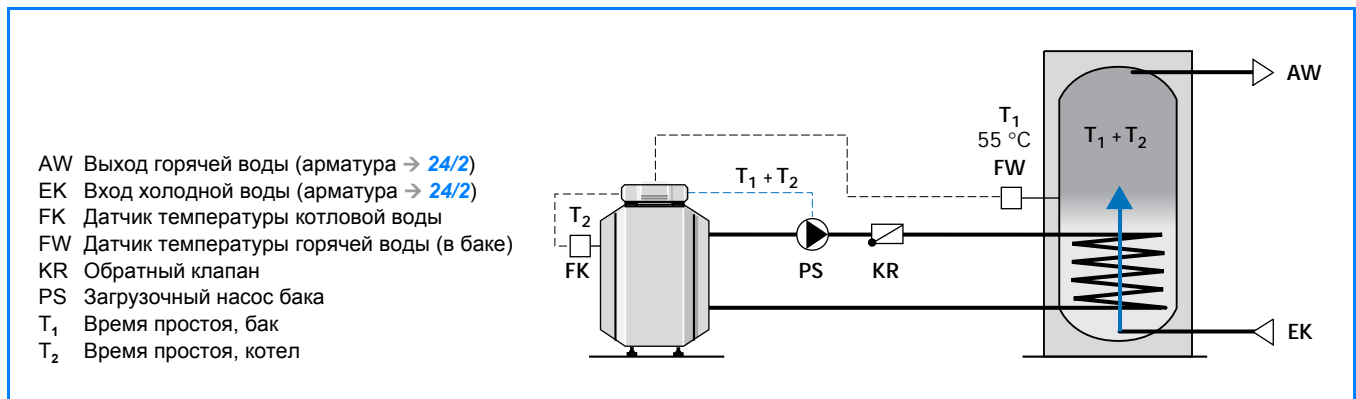 AW Выход горячей воды (арматура → 24/2)
EK Вход холодной воды (арматура → 24/2)
FK Датчик температуры котловой воды
FW Датчик температуры горячей воды (в баке)
KR Обратный клапан
PS Загрузочный насос бака
T₁ Время простоя, бак
T₂ Время простоя, котел
T₂
FK
T₁ + T₂
PS
KR
T₁
55 °C
FW
T₁ + T₂
AW
EK